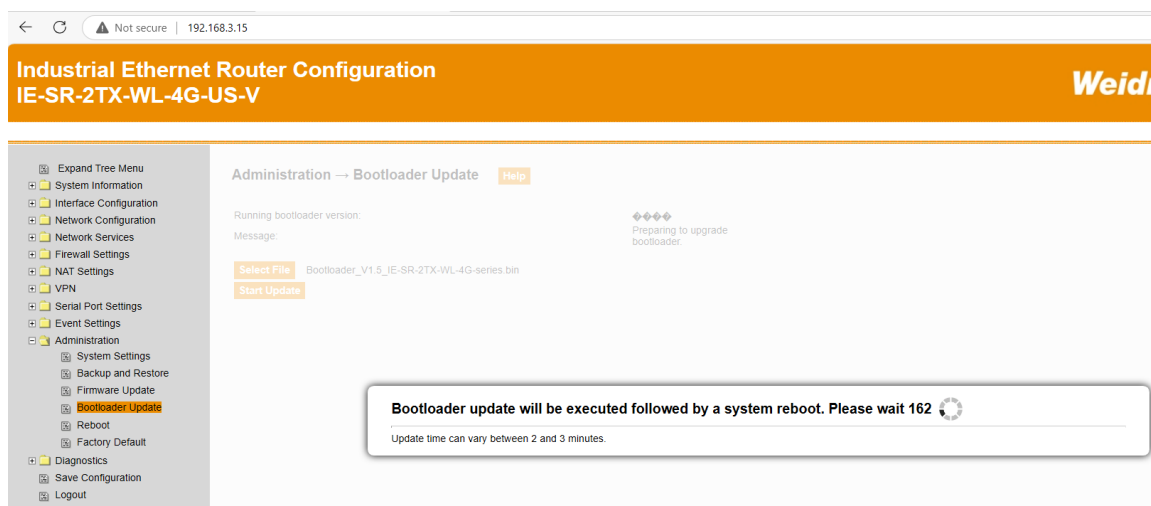 Not secure 192.168.3.15
Industrial Ethernet Router Configuration
IE-SR-2TX-WL-4G-US-V
Expand Tree Menu
System Information
Interface Configuration
Network Configuration
Network Services
Firewall Settings
NAT Settings
VPN
Serial Port Settings
Event Settings
Administration
System Settings
Backup and Restore
Firmware Update
Bootloader Update
Reboot
Factory Default
Diagnostics
Save Configuration
Logout
Administration → Bootloader Update Help
Running bootloader version: ����
Message: Preparing to upgrade
bootloader.
Select File Bootloader_V1.5_IE-SR-2TX-WL-4G-series.bin
Start Update
Bootloader update will be executed followed by a system reboot. Please wait 162
Update time can vary between 2 and 3 minutes.